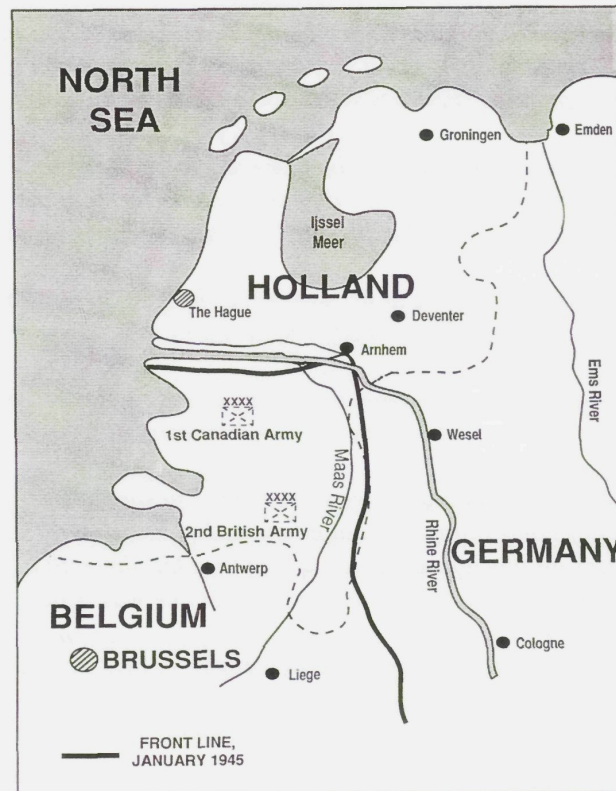 NORTH
SEA
Groningen
Emden
Ijssel
Meer
HOLLAND
The Hague
Deventer
Arnhem
Ems River
XXXX
1st Canadian Army
Wesel
Maas River
XXXX
2nd British Army
Rhine River
GERMANY
Antwerp
BELGIUM
BRUSSELS
Cologne
Liege
FRONT LINE,
JANUARY 1945